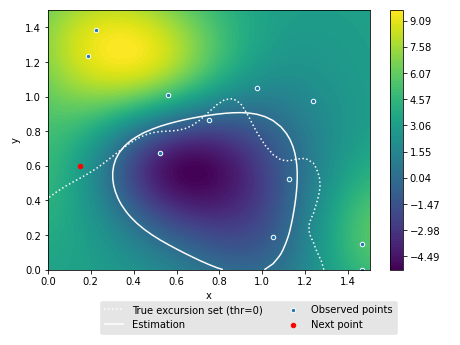 1.4
1.2
1.0
0.8
0.6
0.4
0.2
0.0
y
0.0 0.2 0.4 0.6 0.8 1.0 1.2 1.4
x
9.09
7.58
6.07
4.57
3.06
1.55
0.04
−1.47
−2.98
−4.49
True excursion set (thr=0)
Estimation
Observed points
Next point